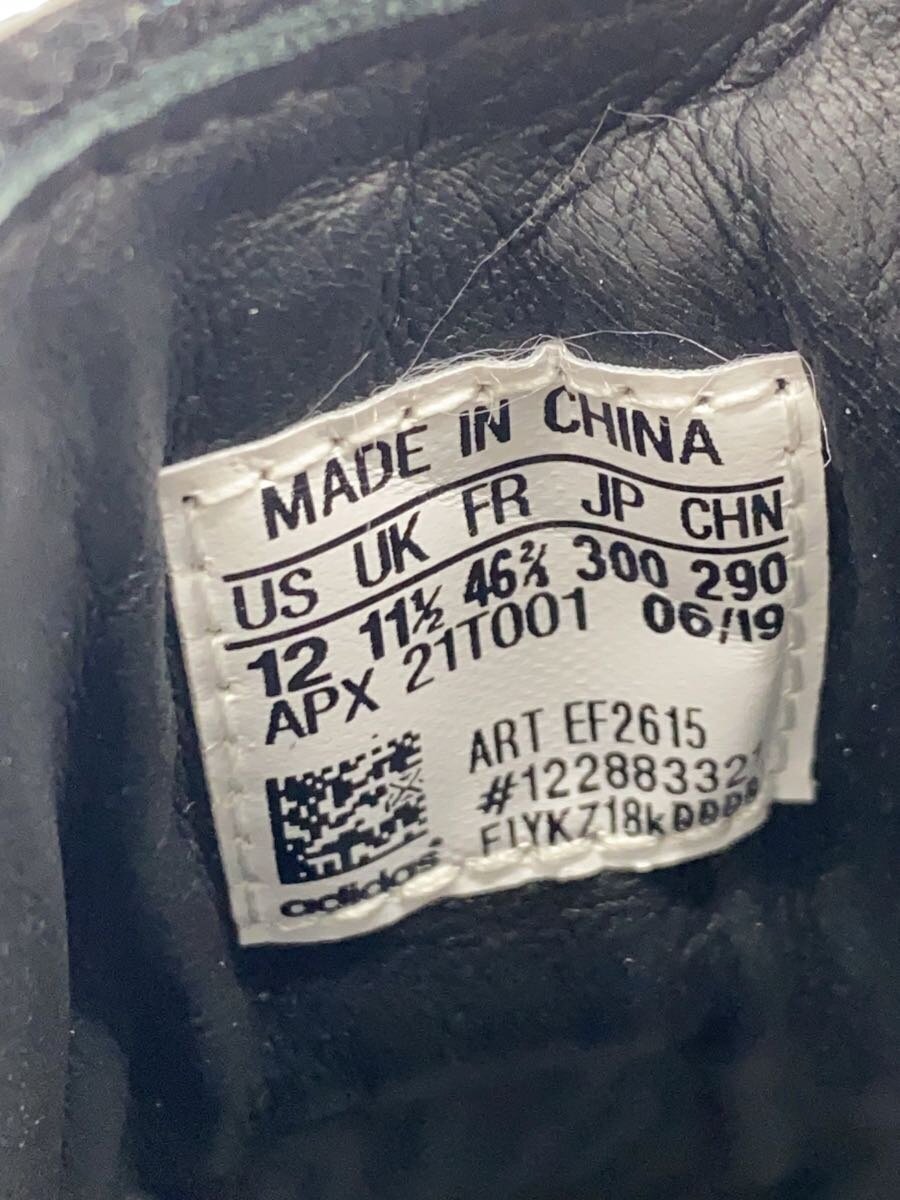 MADE IN CHINA
US UK FR JP CHN
12 11½ 46⅔ 300 290
APX 21T001 06/19
ART EF2615
#122883321
adidas